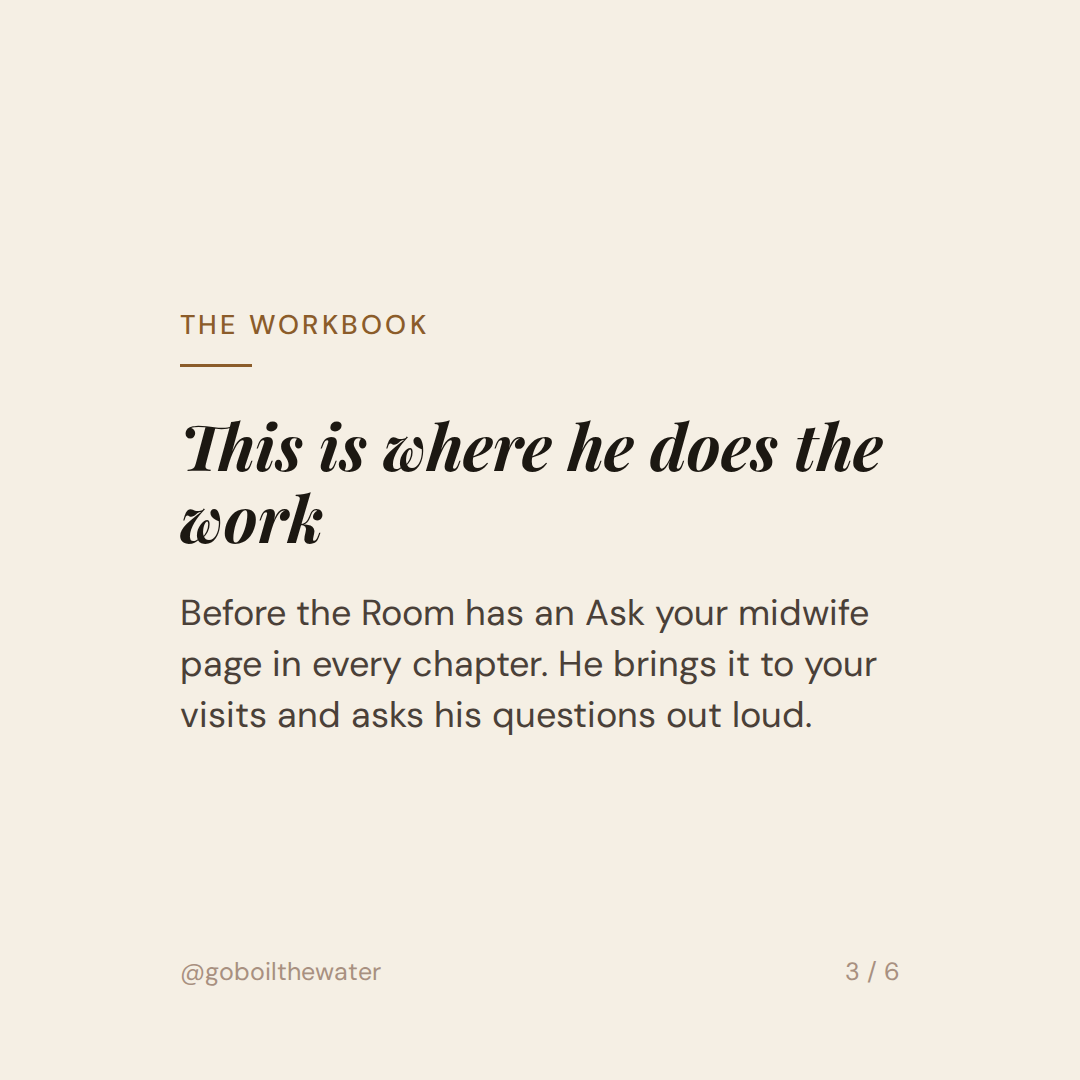 THE WORKBOOK
This is where he does the
work
Before the Room has an Ask your midwife
page in every chapter. He brings it to your
visits and asks his questions out loud.
@goboilthewater
3 / 6